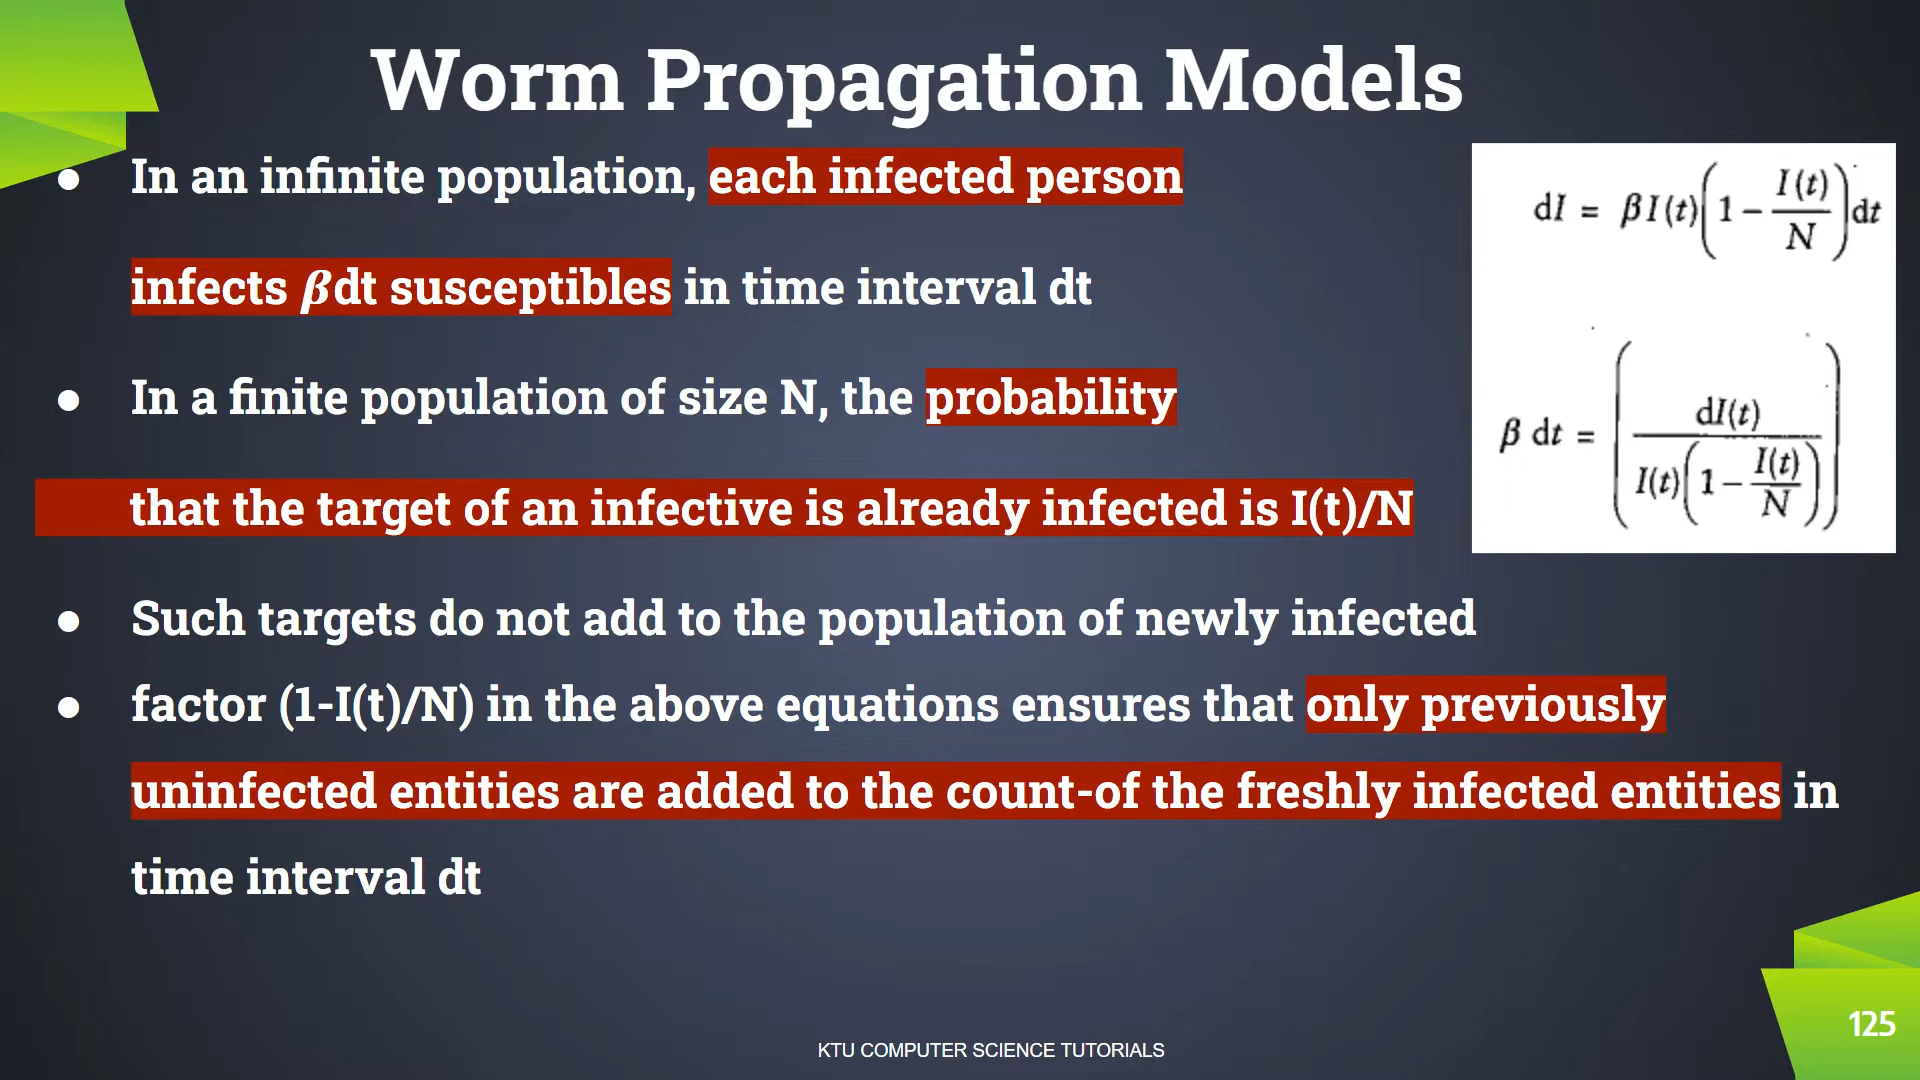 Worm Propagation Models
● In an infinite population, each infected person
infects βdt susceptibles in time interval dt
● In a finite population of size N, the probability
that the target of an infective is already infected is I(t)/N
● Such targets do not add to the population of newly infected
● factor (1-I(t)/N) in the above equations ensures that only previously
uninfected entities are added to the count-of the freshly infected entities in
time interval dt
dI = βI(t)(1 − I(t)/N)dt
β dt = (dI(t)/(I(t)(1 − I(t)/N)))
KTU COMPUTER SCIENCE TUTORIALS
125